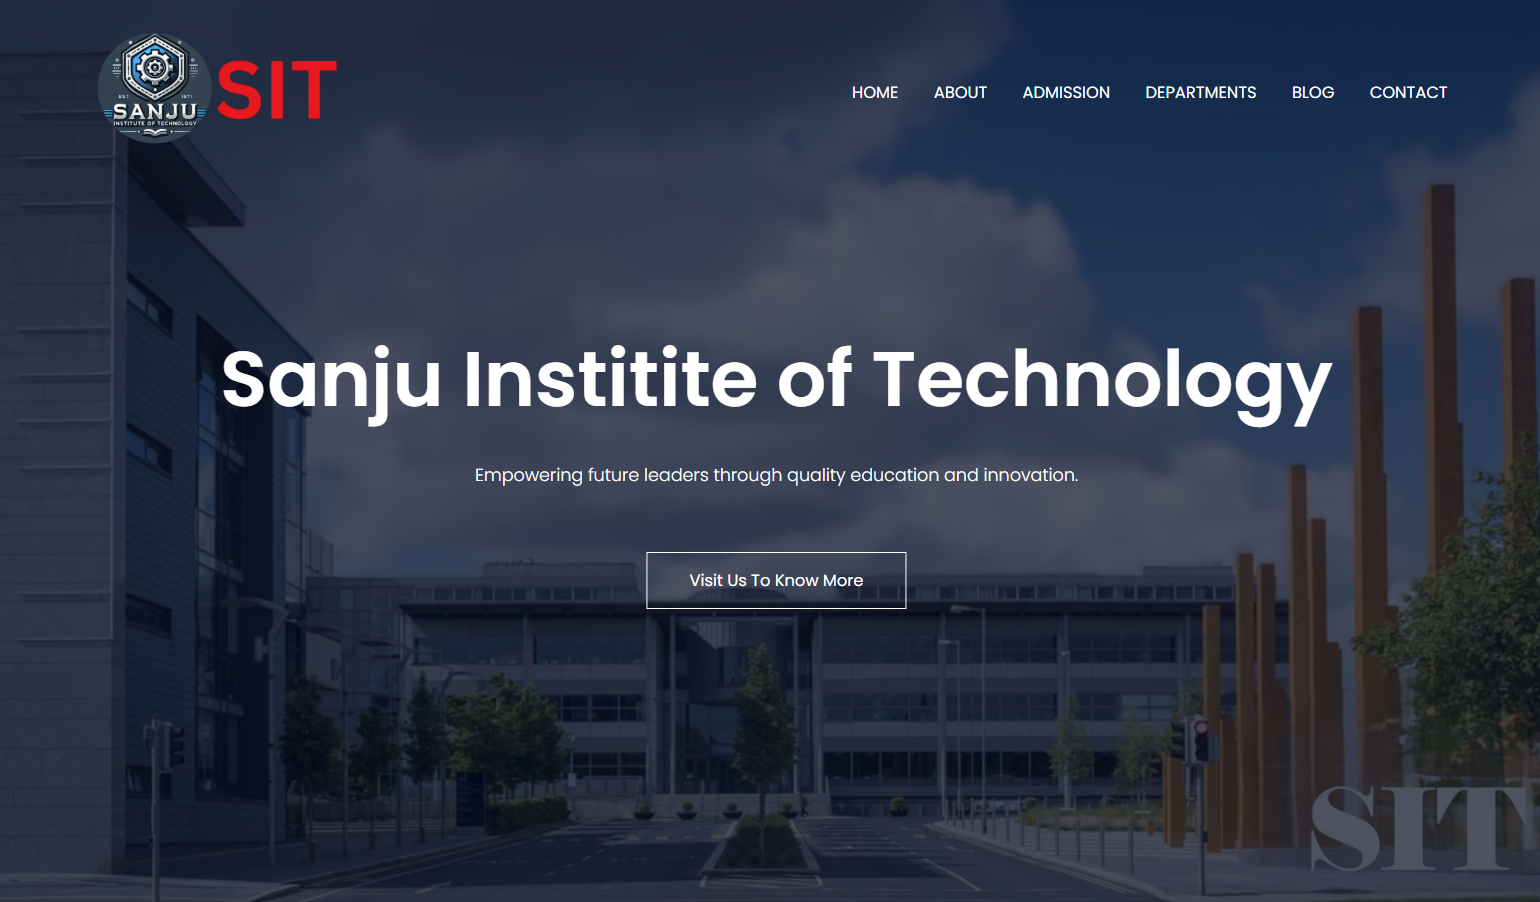 SANJU
INSTITUTE OF TECHNOLOGY
SIT
HOME ABOUT ADMISSION DEPARTMENTS BLOG CONTACT
Sanju Institite of Technology
Empowering future leaders through quality education and innovation.
Visit Us To Know More
SIT